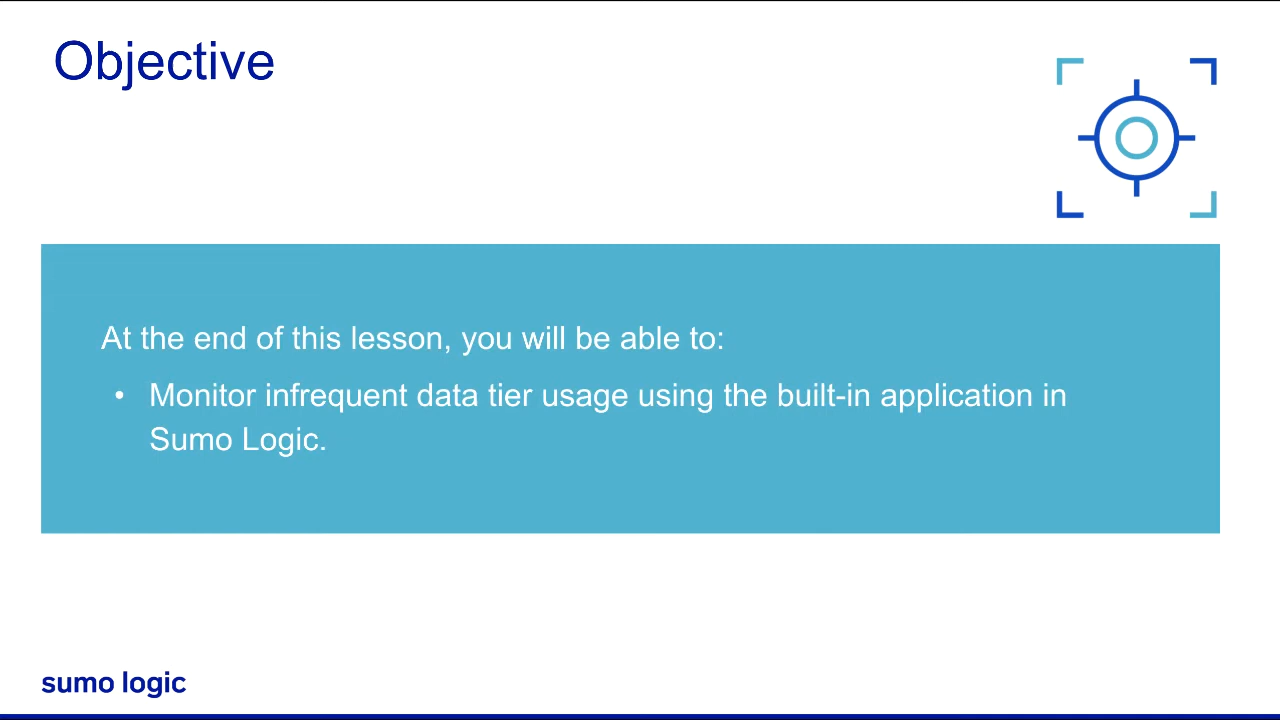 Objective
At the end of this lesson, you will be able to:
• Monitor infrequent data tier usage using the built-in application in
Sumo Logic.
sumo logic